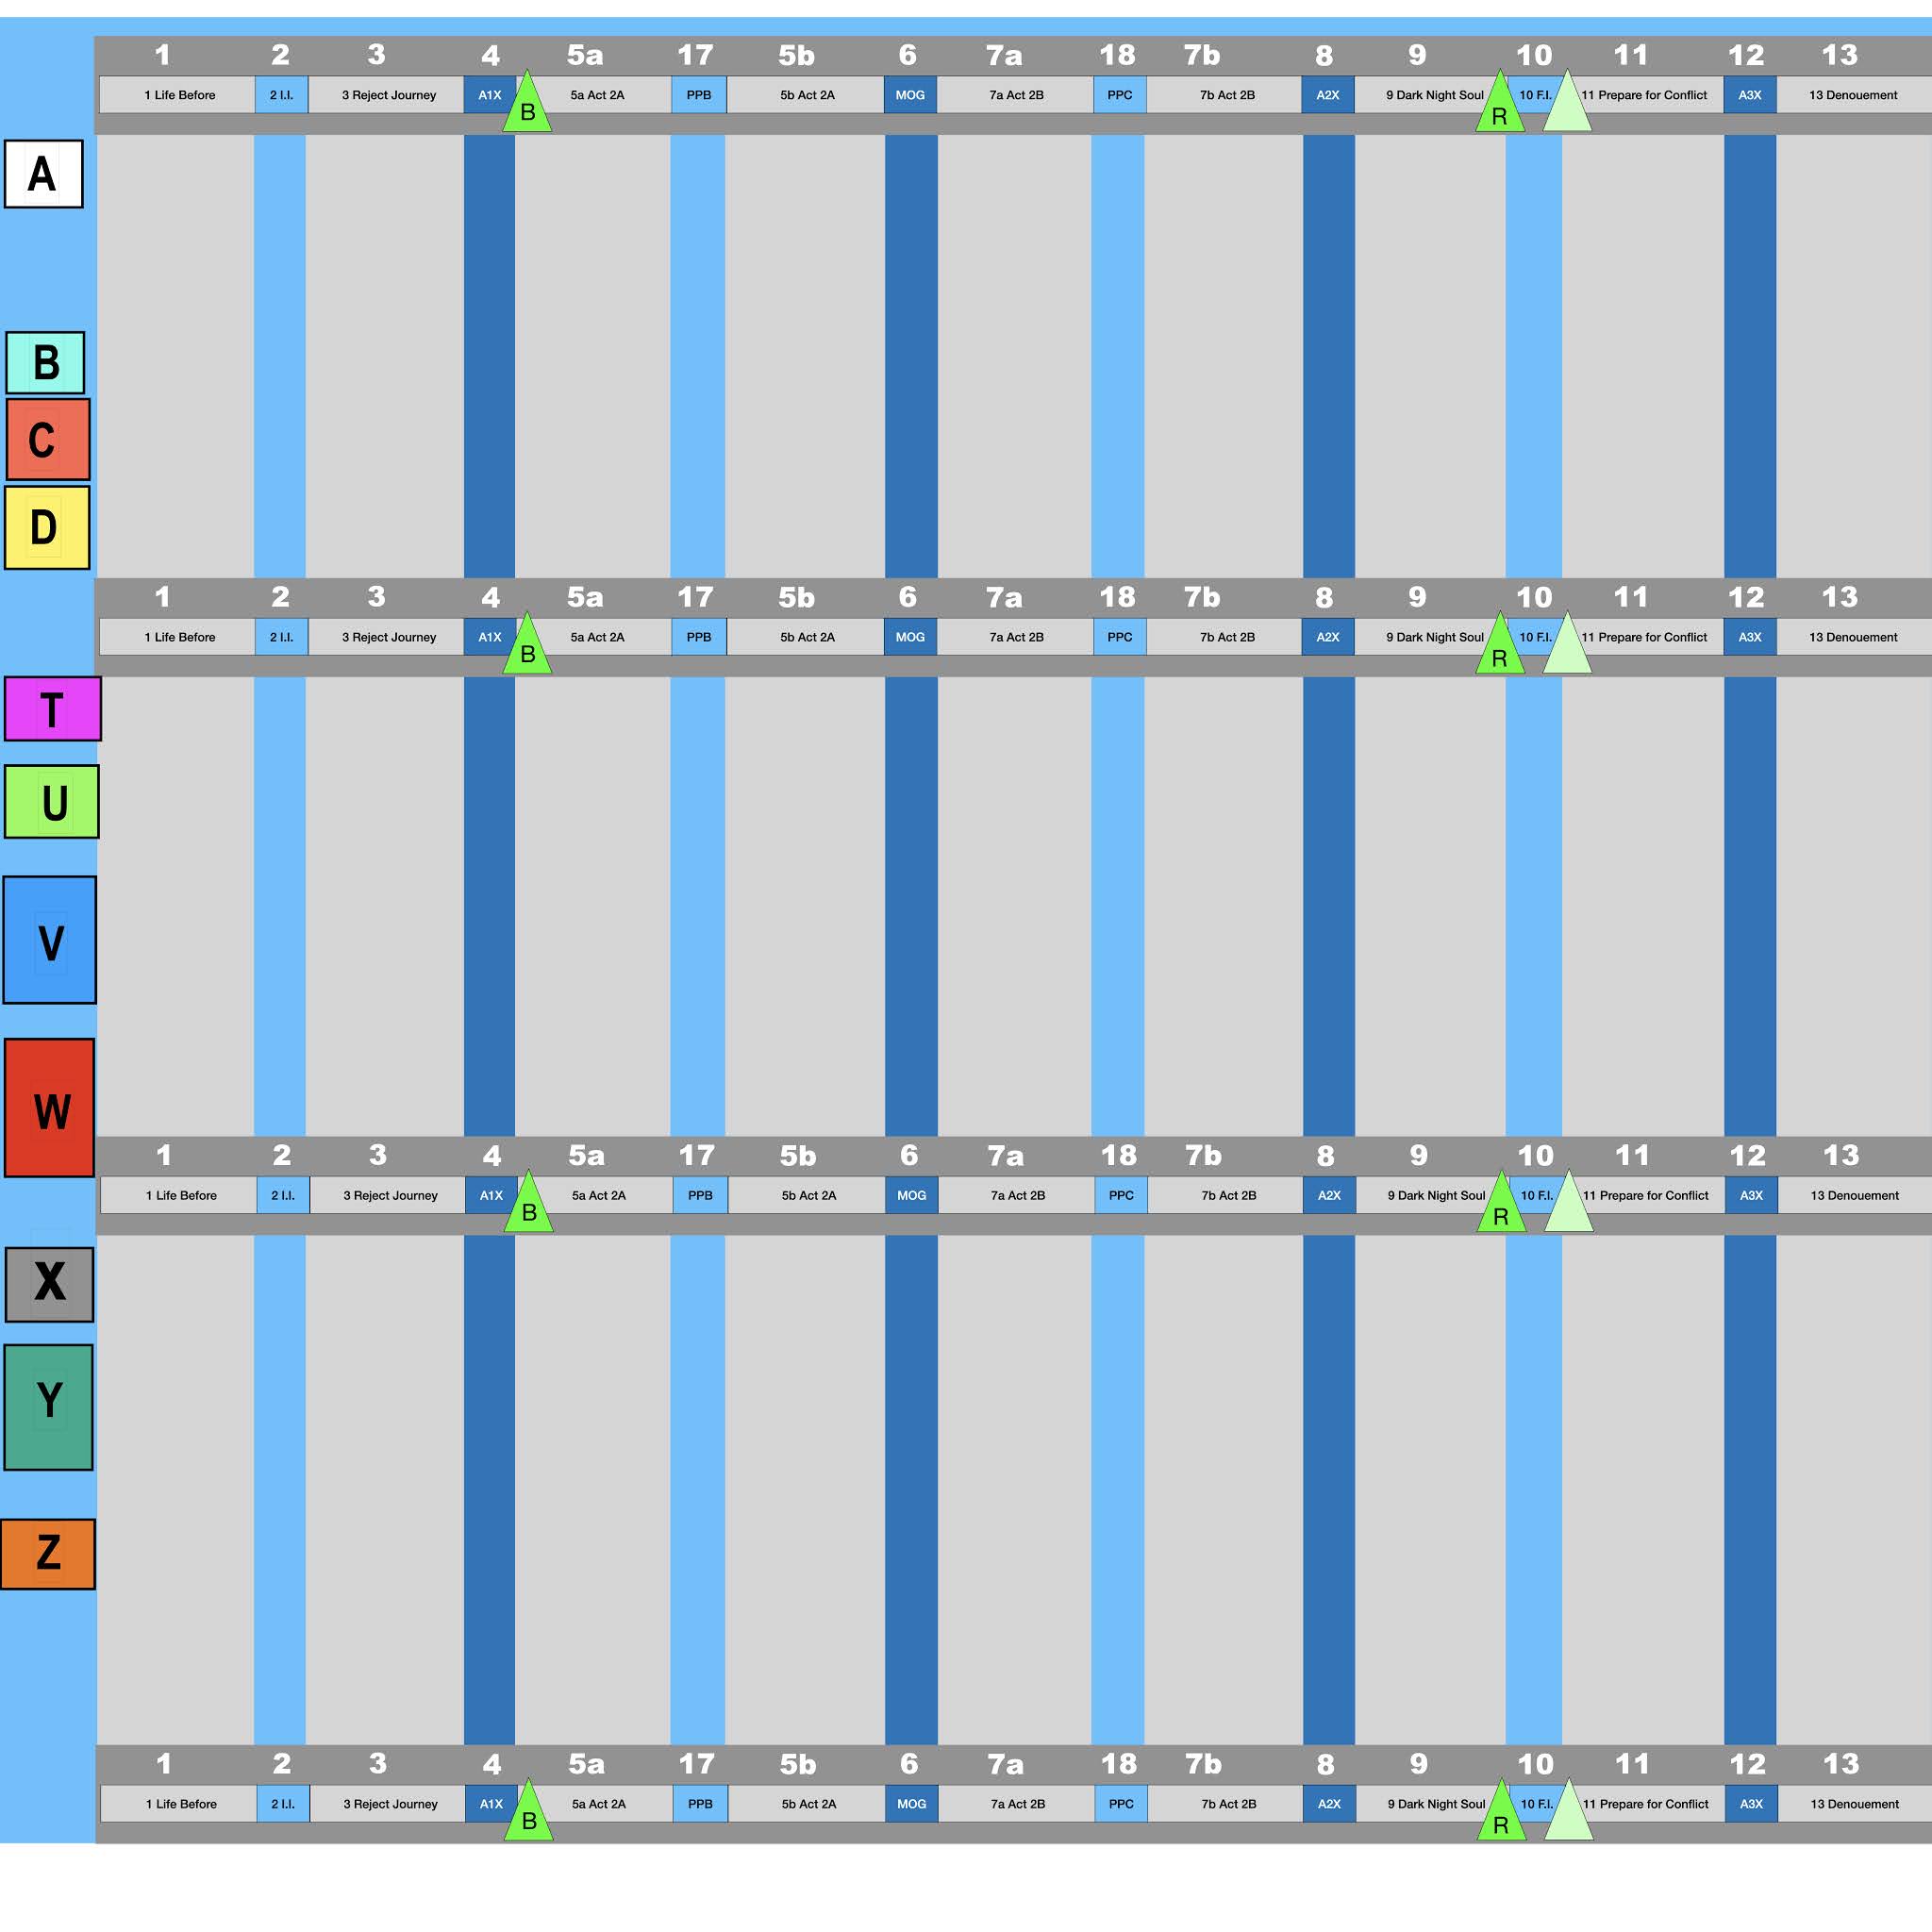 1 2 3 4 5a 17 5b 6 7a 18 7b 8 9 10 11 12 13
1 Life Before 2 I.I. 3 Reject Journey A1X 5a Act 2A PPB 5b Act 2A MOG 7a Act 2B PPC 7b Act 2B A2X 9 Dark Night Soul 10 F.I. 11 Prepare for Conflict A3X 13 Denouement
B R
A
B
C
D
1 2 3 4 5a 17 5b 6 7a 18 7b 8 9 10 11 12 13
1 Life Before 2 I.I. 3 Reject Journey A1X 5a Act 2A PPB 5b Act 2A MOG 7a Act 2B PPC 7b Act 2B A2X 9 Dark Night Soul 10 F.I. 11 Prepare for Conflict A3X 13 Denouement
B R
T
U
V
W
1 2 3 4 5a 17 5b 6 7a 18 7b 8 9 10 11 12 13
1 Life Before 2 I.I. 3 Reject Journey A1X 5a Act 2A PPB 5b Act 2A MOG 7a Act 2B PPC 7b Act 2B A2X 9 Dark Night Soul 10 F.I. 11 Prepare for Conflict A3X 13 Denouement
B R
X
Y
Z
1 2 3 4 5a 17 5b 6 7a 18 7b 8 9 10 11 12 13
1 Life Before 2 I.I. 3 Reject Journey A1X 5a Act 2A PPB 5b Act 2A MOG 7a Act 2B PPC 7b Act 2B A2X 9 Dark Night Soul 10 F.I. 11 Prepare for Conflict A3X 13 Denouement
B R